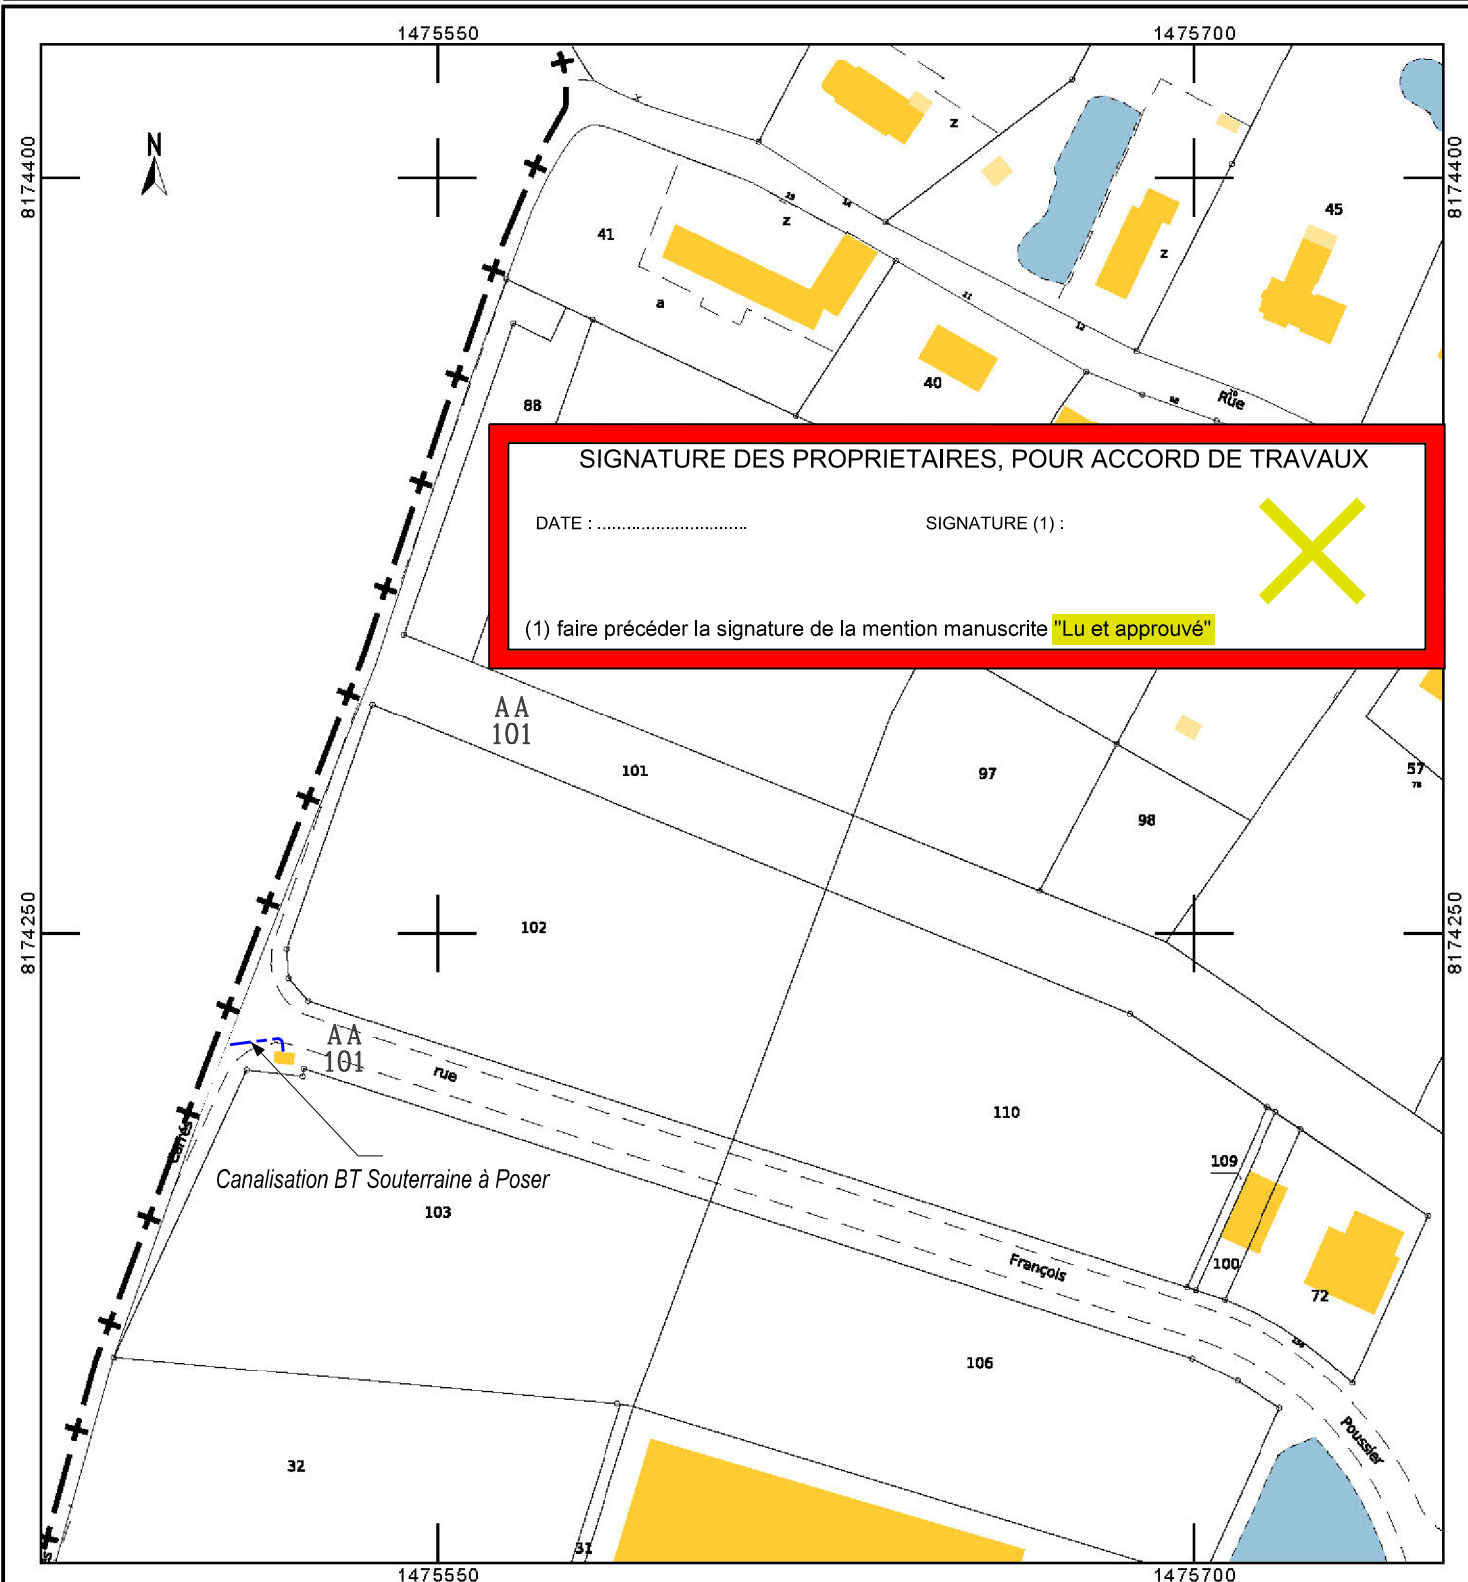 1475550
1475700
8174400
8174400
N
z
45
41
z
z
a
40
88
Rue
SIGNATURE DES PROPRIETAIRES, POUR ACCORD DE TRAVAUX
DATE : ..............................
SIGNATURE (1) :
(1) faire précéder la signature de la mention manuscrite "Lu et approuvé"
AA
101
101
97
57
78
98
8174250
8174250
102
AA
101
rue
110
Carrés
109
Canalisation BT Souterraine à Poser
103
François
100
72
106
Poussier
32
31
1475550
1475700